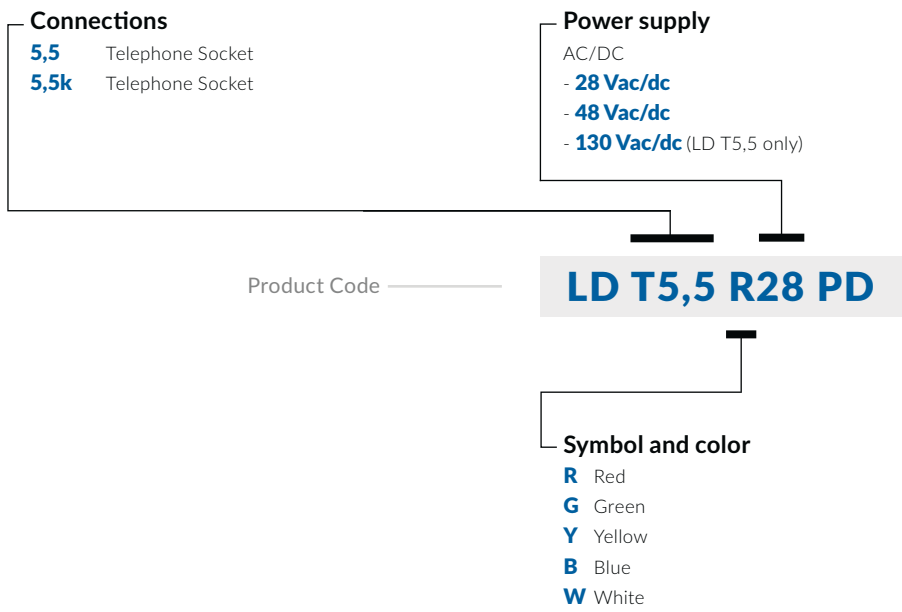 Connections
5,5 Telephone Socket
5,5k Telephone Socket
Power supply
AC/DC
- 28 Vac/dc
- 48 Vac/dc
- 130 Vac/dc (LD T5,5 only)
Product Code
LD T5,5 R28 PD
Symbol and color
R Red
G Green
Y Yellow
B Blue
W White